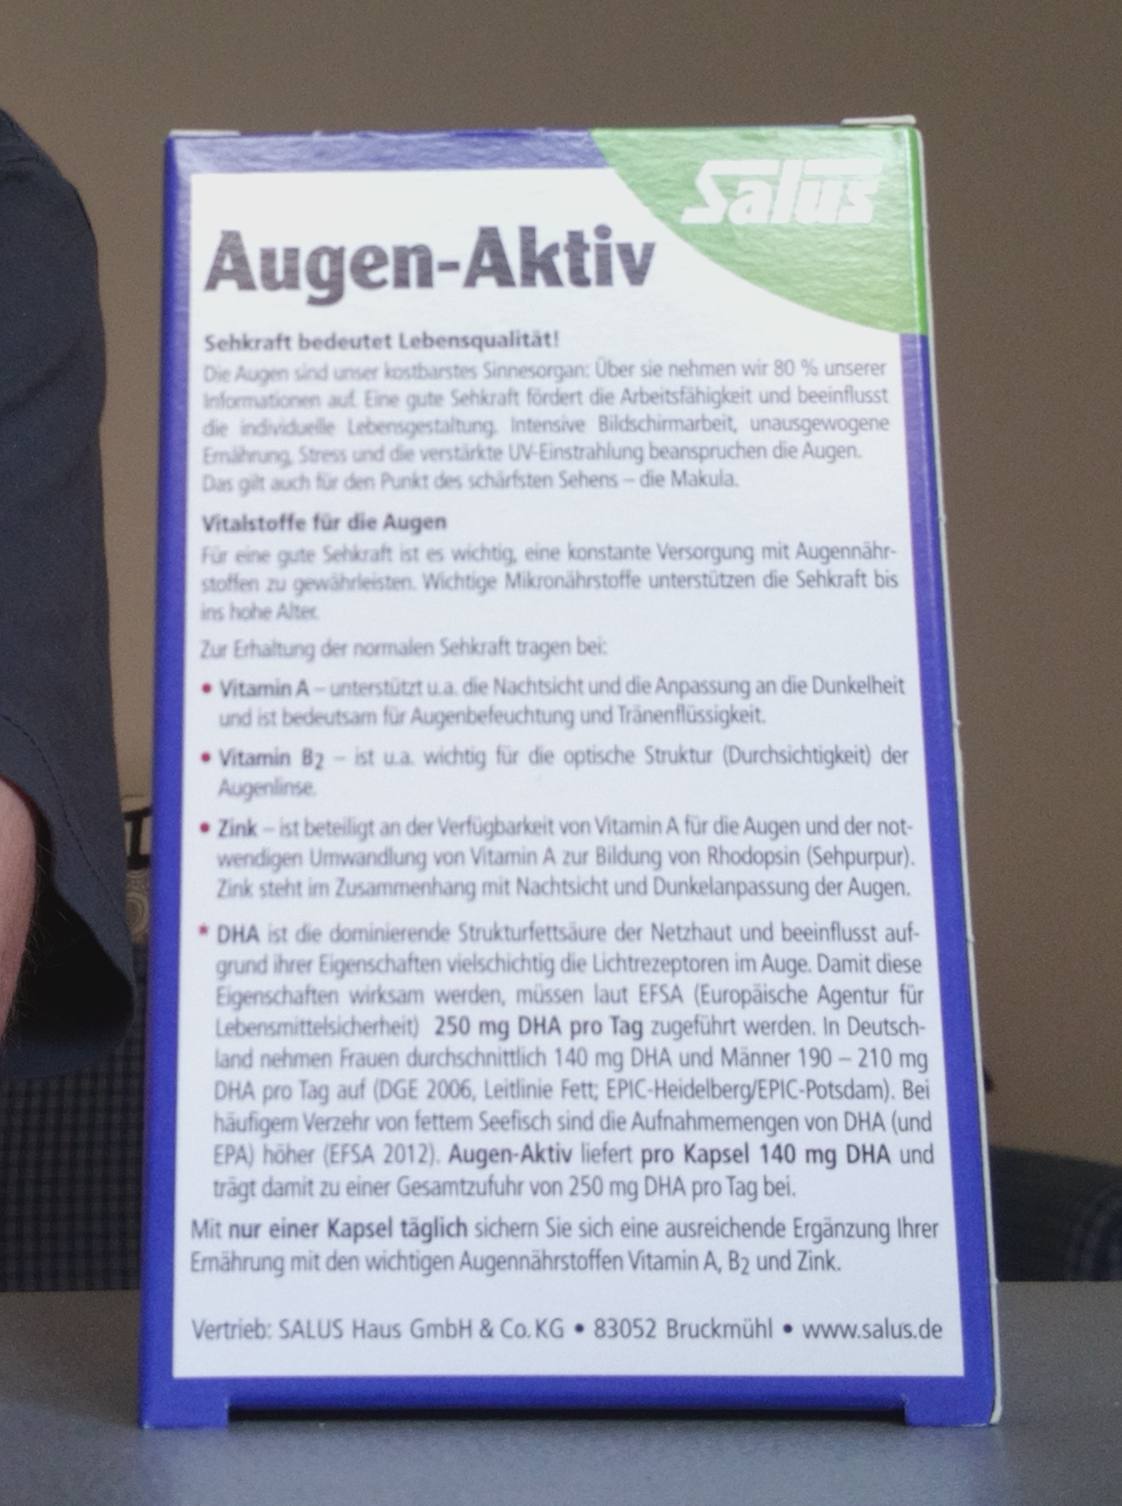 Salus
Augen-Aktiv
Sehkraft bedeutet Lebensqualität!
Die Augen sind unser kostbarstes Sinnesorgan: Über sie nehmen wir 80 % unserer
Informationen auf. Eine gute Sehkraft fördert die Arbeitsfähigkeit und beeinflusst
die individuelle Lebensgestaltung. Intensive Bildschirmarbeit, unausgewogene
Ernährung, Stress und die verstärkte UV-Einstrahlung beanspruchen die Augen.
Das gilt auch für den Punkt des schärfsten Sehens – die Makula.
Vitalstoffe für die Augen
Für eine gute Sehkraft ist es wichtig, eine konstante Versorgung mit Augennähr-
stoffen zu gewährleisten. Wichtige Mikronährstoffe unterstützen die Sehkraft bis
ins hohe Alter.
Zur Erhaltung der normalen Sehkraft tragen bei:
• Vitamin A – unterstützt u.a. die Nachtsicht und die Anpassung an die Dunkelheit
und ist bedeutsam für Augenbefeuchtung und Tränenflüssigkeit.
• Vitamin B2 – ist u.a. wichtig für die optische Struktur (Durchsichtigkeit) der
Augenlinse.
• Zink – ist beteiligt an der Verfügbarkeit von Vitamin A für die Augen und der not-
wendigen Umwandlung von Vitamin A zur Bildung von Rhodopsin (Sehpurpur).
Zink steht im Zusammenhang mit Nachtsicht und Dunkelanpassung der Augen.
* DHA ist die dominierende Strukturfettsäure der Netzhaut und beeinflusst auf-
grund ihrer Eigenschaften vielschichtig die Lichtrezeptoren im Auge. Damit diese
Eigenschaften wirksam werden, müssen laut EFSA (Europäische Agentur für
Lebensmittelsicherheit) 250 mg DHA pro Tag zugeführt werden. In Deutsch-
land nehmen Frauen durchschnittlich 140 mg DHA und Männer 190 – 210 mg
DHA pro Tag auf (DGE 2006, Leitlinie Fett; EPIC-Heidelberg/EPIC-Potsdam). Bei
häufigem Verzehr von fettem Seefisch sind die Aufnahmemengen von DHA (und
EPA) höher (EFSA 2012). Augen-Aktiv liefert pro Kapsel 140 mg DHA und
trägt damit zu einer Gesamtzufuhr von 250 mg DHA pro Tag bei.
Mit nur einer Kapsel täglich sichern Sie sich eine ausreichende Ergänzung Ihrer
Ernährung mit den wichtigen Augennährstoffen Vitamin A, B2 und Zink.
Vertrieb: SALUS Haus GmbH & Co. KG • 83052 Bruckmühl • www.salus.de